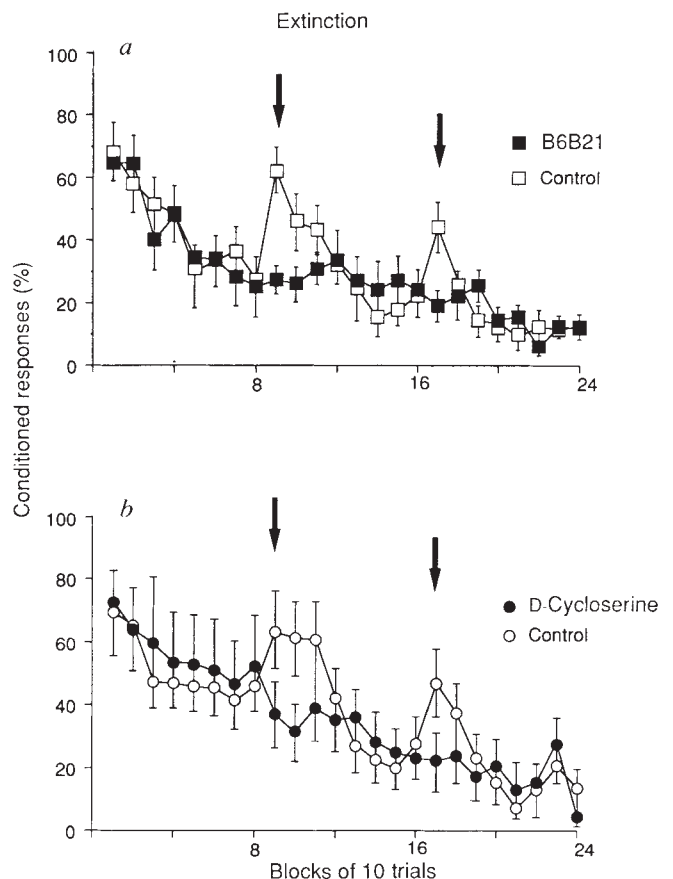 Extinction
a
100
80
60
40
20
0
8
16
24
B6B21
Control
Conditioned responses (%)
b
100
80
60
40
20
0
8
16
24
D-Cycloserine
Control
Blocks of 10 trials